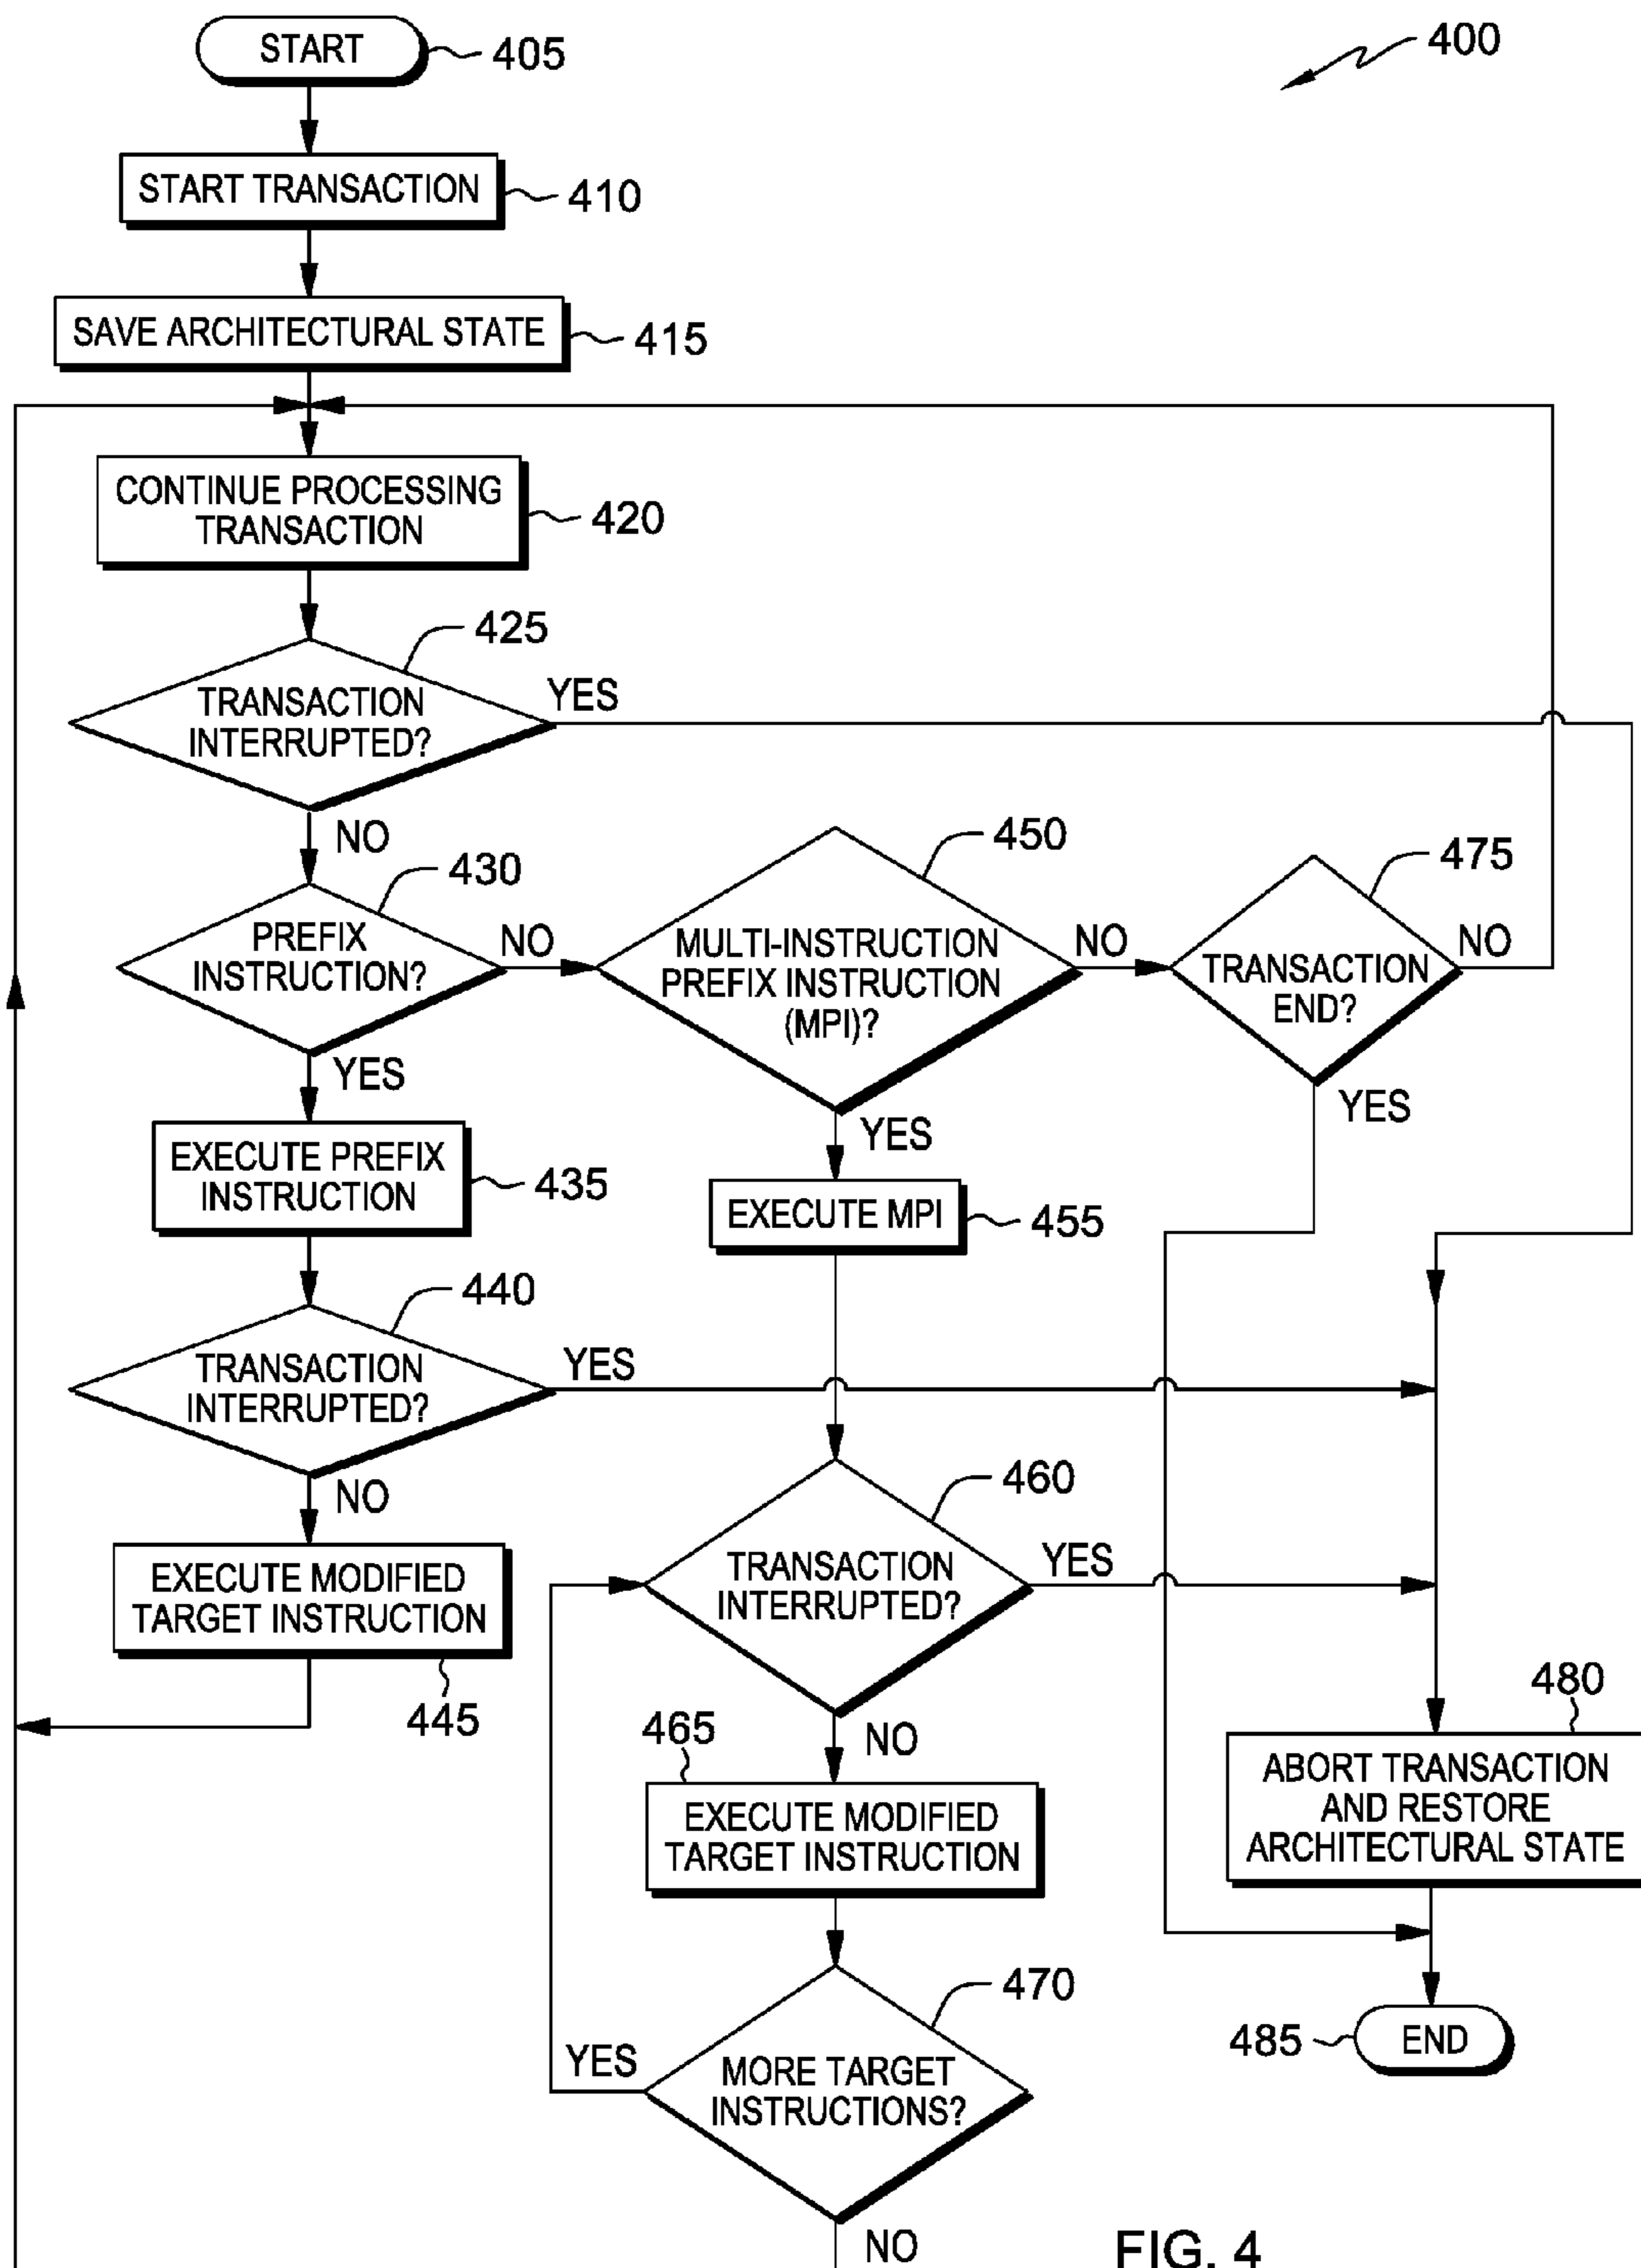 400
START
405
START TRANSACTION
410
SAVE ARCHITECTURAL STATE
415
CONTINUE PROCESSING
TRANSACTION
420
425
TRANSACTION
INTERRUPTED?
YES
NO
430
PREFIX
INSTRUCTION?
NO
YES
450
MULTI-INSTRUCTION
PREFIX INSTRUCTION
(MPI)?
NO
YES
475
TRANSACTION
END?
NO
YES
EXECUTE PREFIX
INSTRUCTION
435
EXECUTE MPI
455
440
TRANSACTION
INTERRUPTED?
YES
NO
EXECUTE MODIFIED
TARGET INSTRUCTION
445
460
TRANSACTION
INTERRUPTED?
YES
NO
465
EXECUTE MODIFIED
TARGET INSTRUCTION
470
MORE TARGET
INSTRUCTIONS?
YES
NO
480
ABORT TRANSACTION
AND RESTORE
ARCHITECTURAL STATE
485
END
FIG. 4